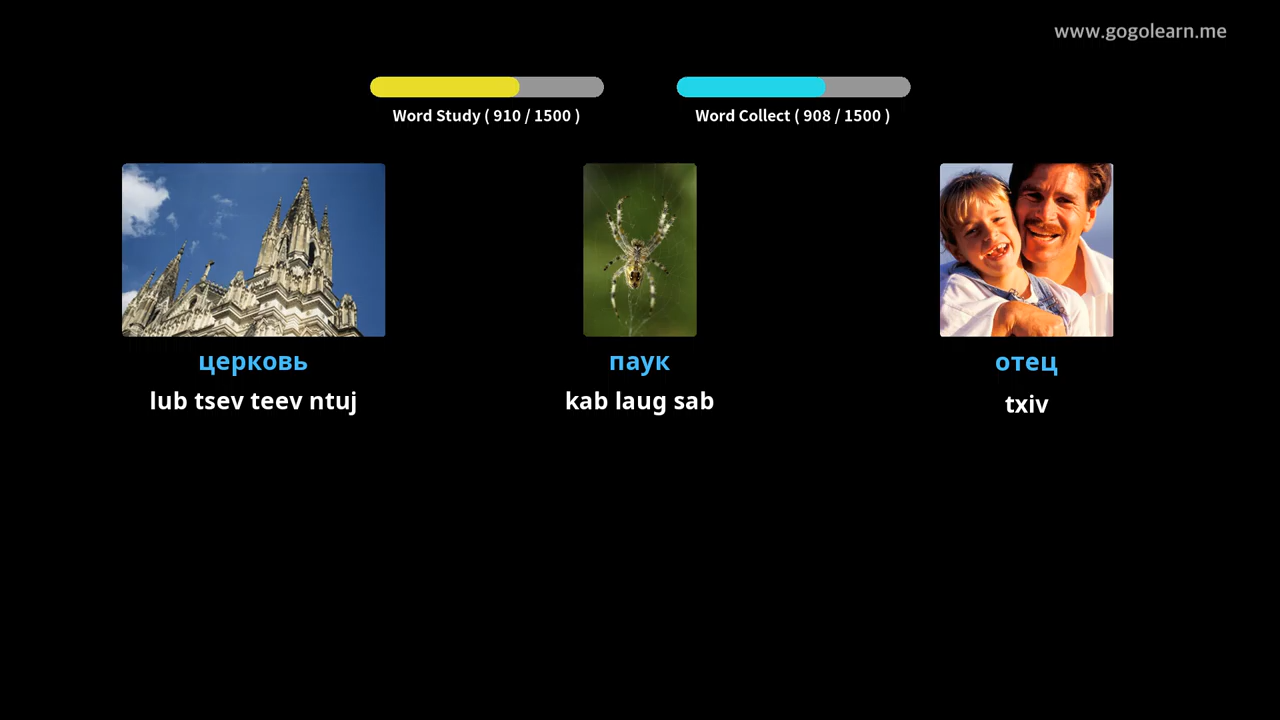 www.gogolearn.me
Word Study ( 910 / 1500 )
Word Collect ( 908 / 1500 )
церковь
lub tsev teev ntuj
паук
kab laug sab
отец
txiv